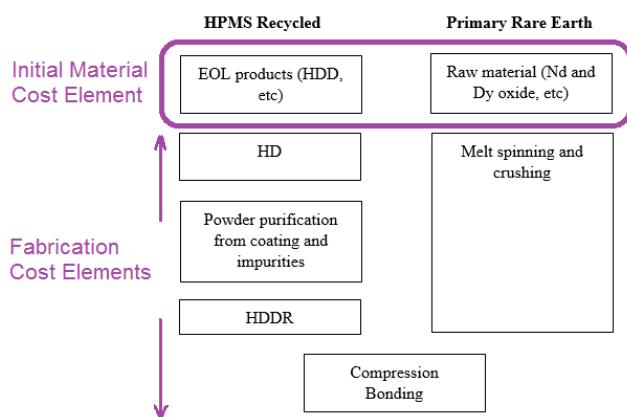 HPMS Recycled
Primary Rare Earth
Initial Material
Cost Element
EOL products (HDD,
etc)
Raw material (Nd and
Dy oxide, etc)
HD
Melt spinning and
crushing
Powder purification
from coating and
impurities
Fabrication
Cost Elements
HDDR
Compression
Bonding